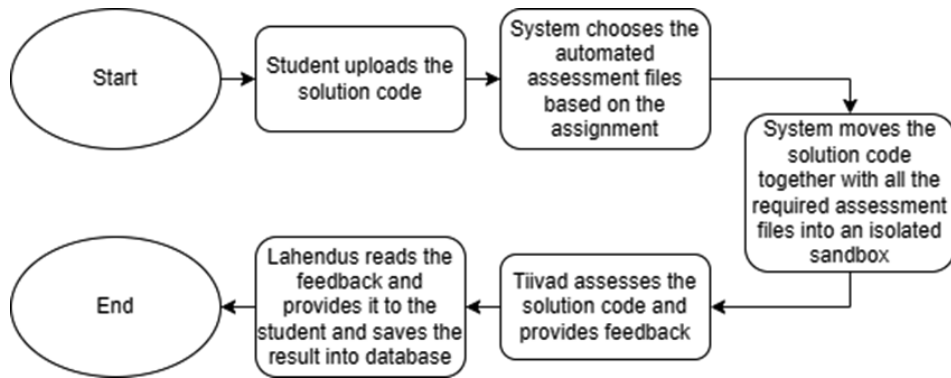 Start
Student uploads the
solution code
System chooses the
automated
assessment files
based on the
assignment
System moves the
solution code
together with all the
required assessment
files into an isolated
sandbox
Tiivad assesses the
solution code and
provides feedback
Lahendus reads the
feedback and
provides it to the
student and saves the
result into database
End